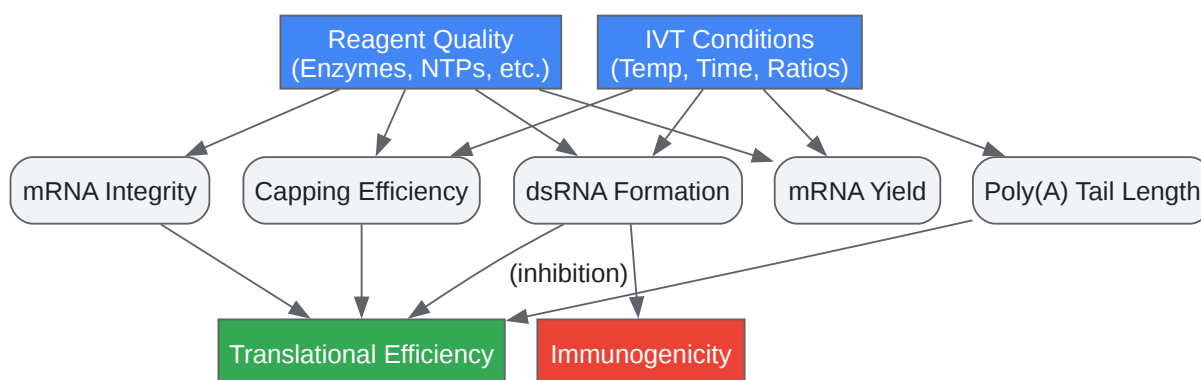 Reagent Quality
(Enzymes, NTPs, etc.)
IVT Conditions
(Temp, Time, Ratios)
mRNA Integrity
Capping Efficiency
dsRNA Formation
mRNA Yield
Poly(A) Tail Length
(inhibition)
Translational Efficiency
Immunogenicity